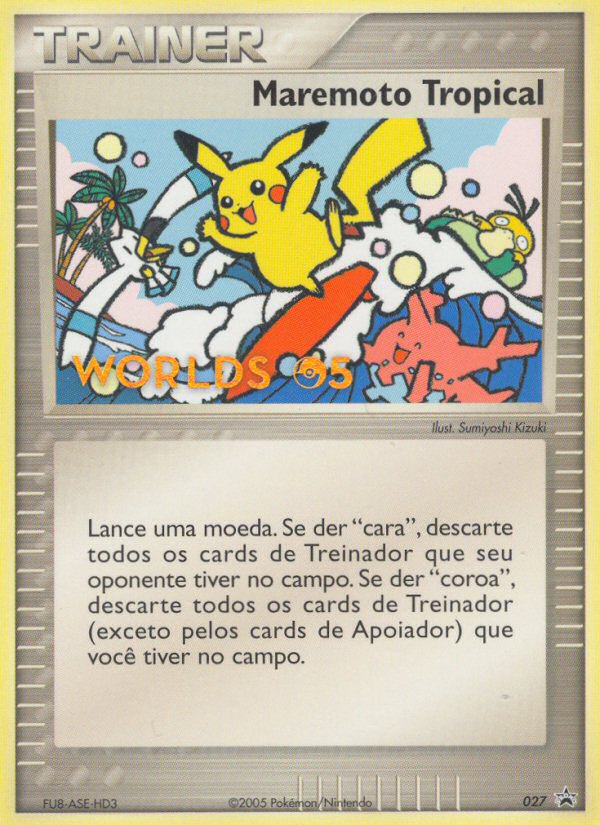 TRAINER
Maremoto Tropical
WORLDS 05
Ilust. Sumiyoshi Kizuki
Lance uma moeda. Se der “cara”, descarte
todos os cards de Treinador que seu
oponente tiver no campo. Se der “coroa”,
descarte todos os cards de Treinador
(exceto pelos cards de Apoiador) que
você tiver no campo.
FU8-ASE-HD3
©2005 Pokémon/Nintendo
027